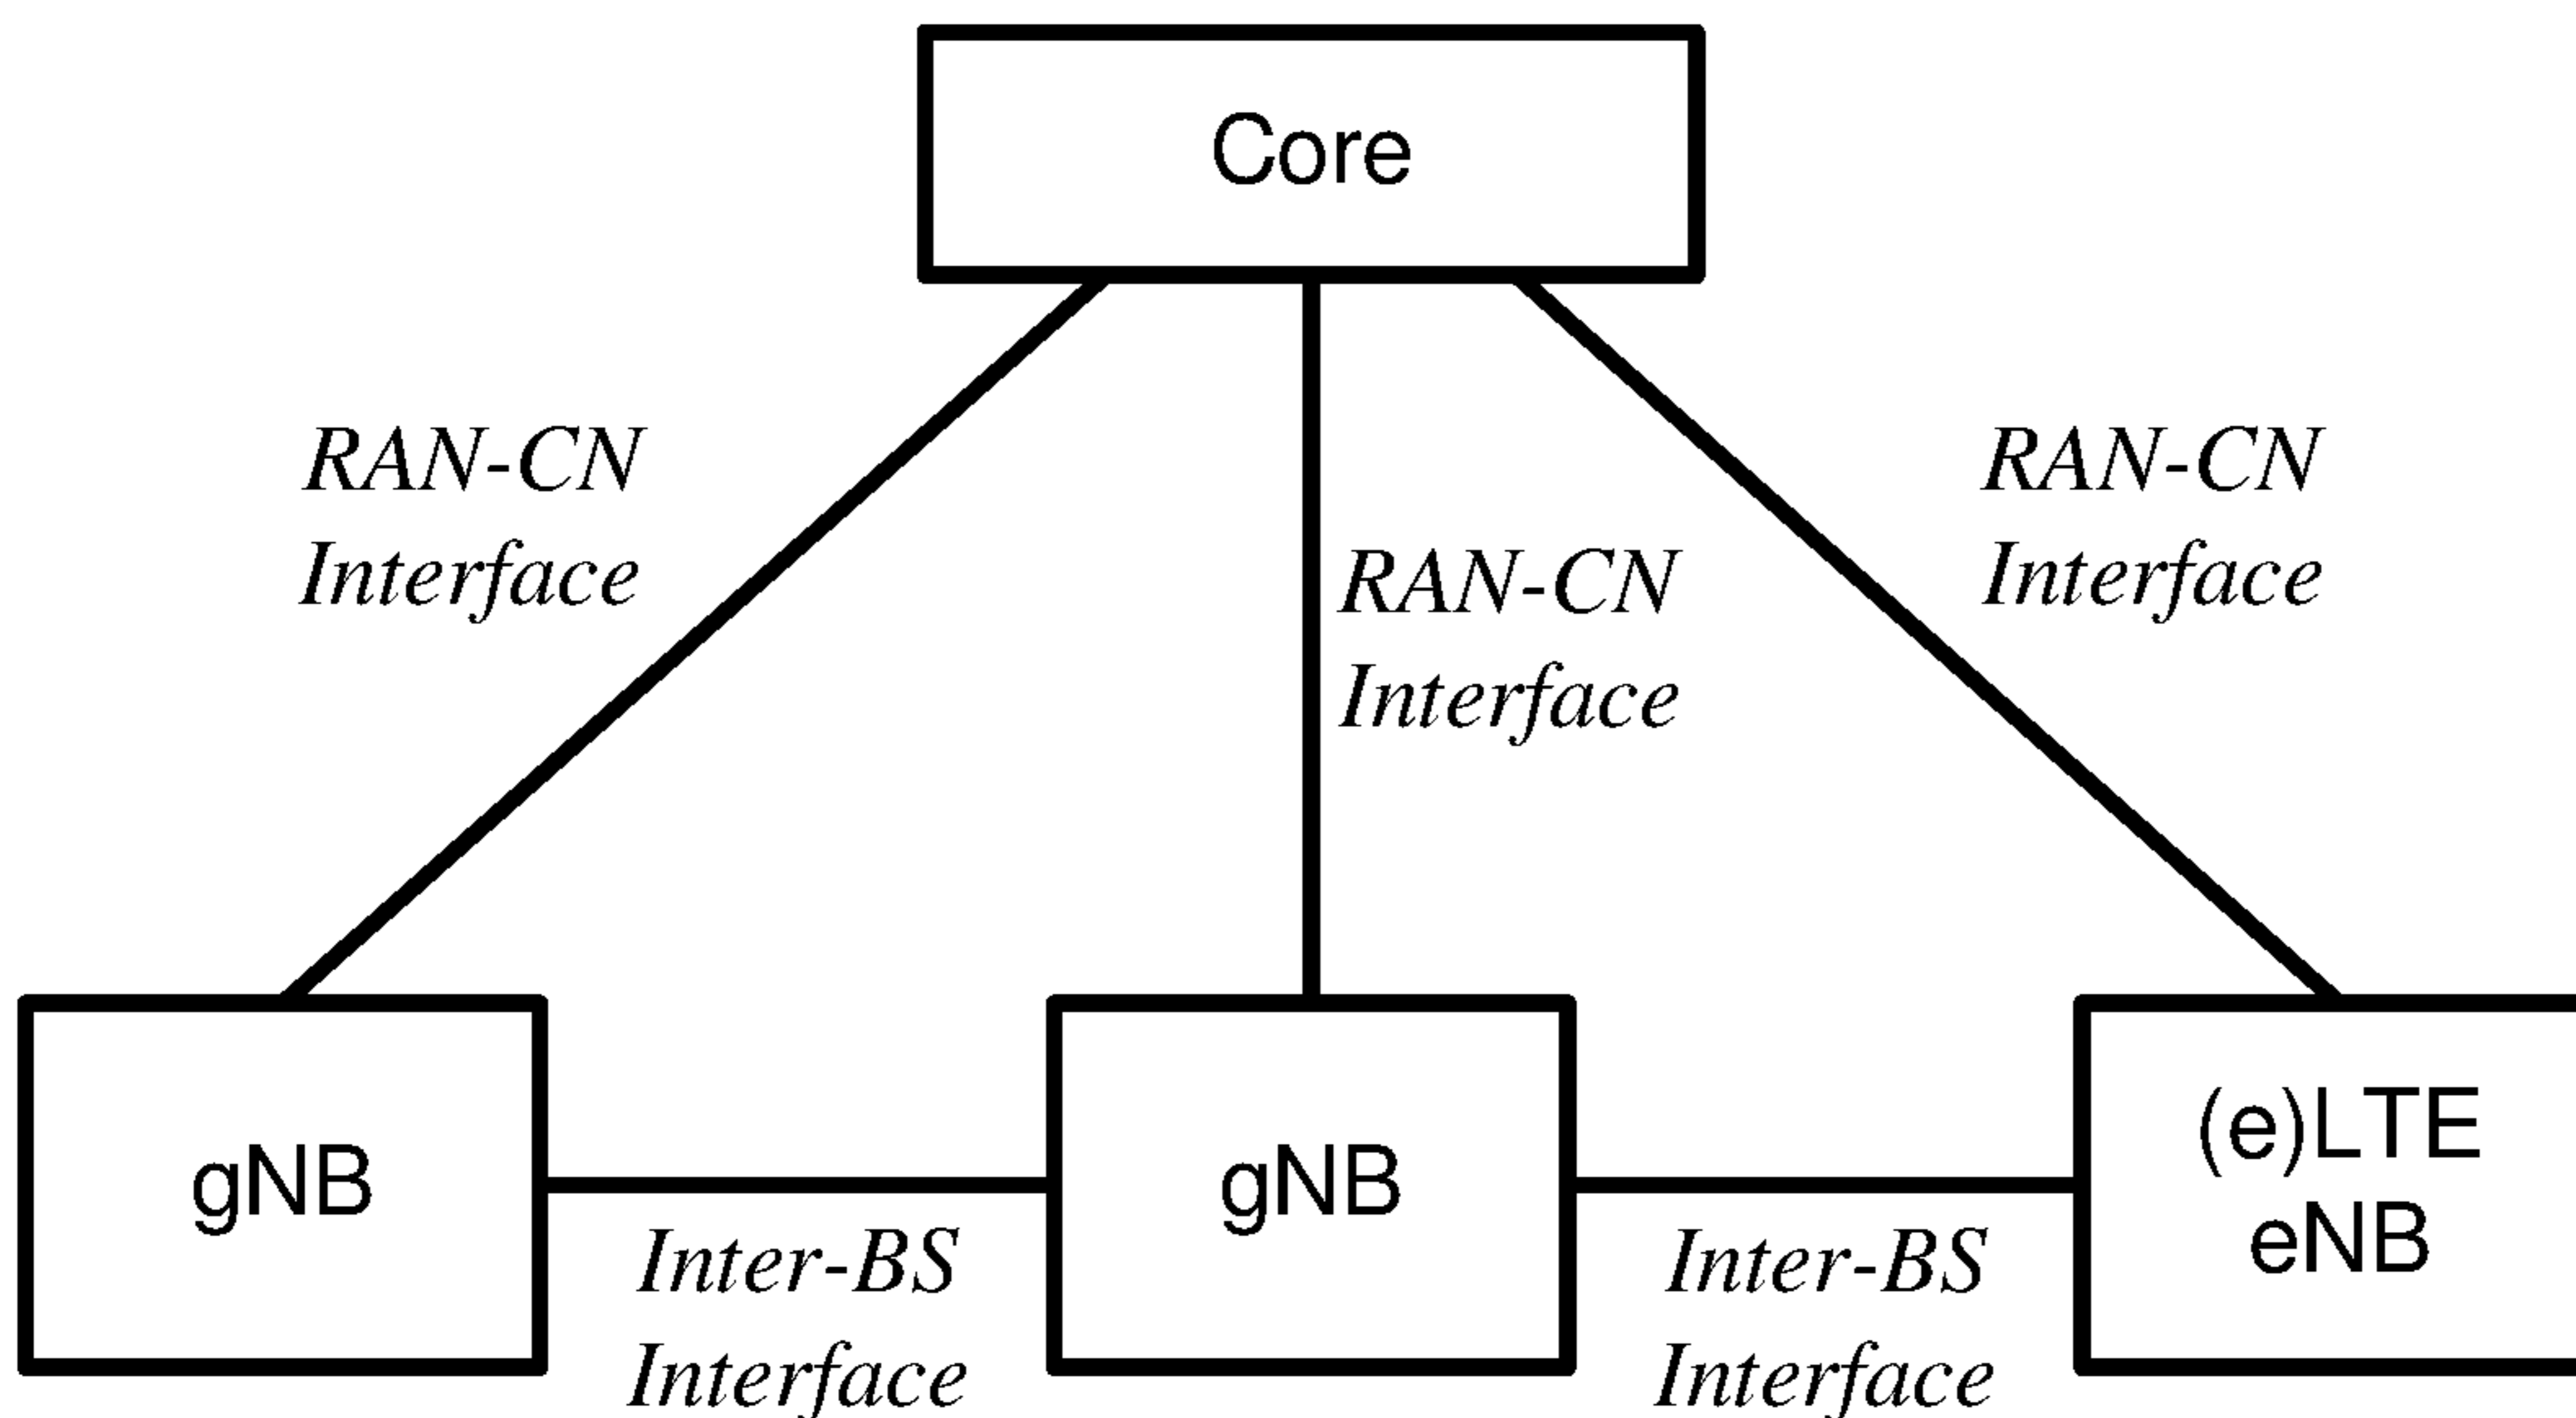 Core
RAN-CN
Interface
RAN-CN
Interface
RAN-CN
Interface
gNB
Inter-BS
Interface
gNB
Inter-BS
Interface
(e)LTE
eNB